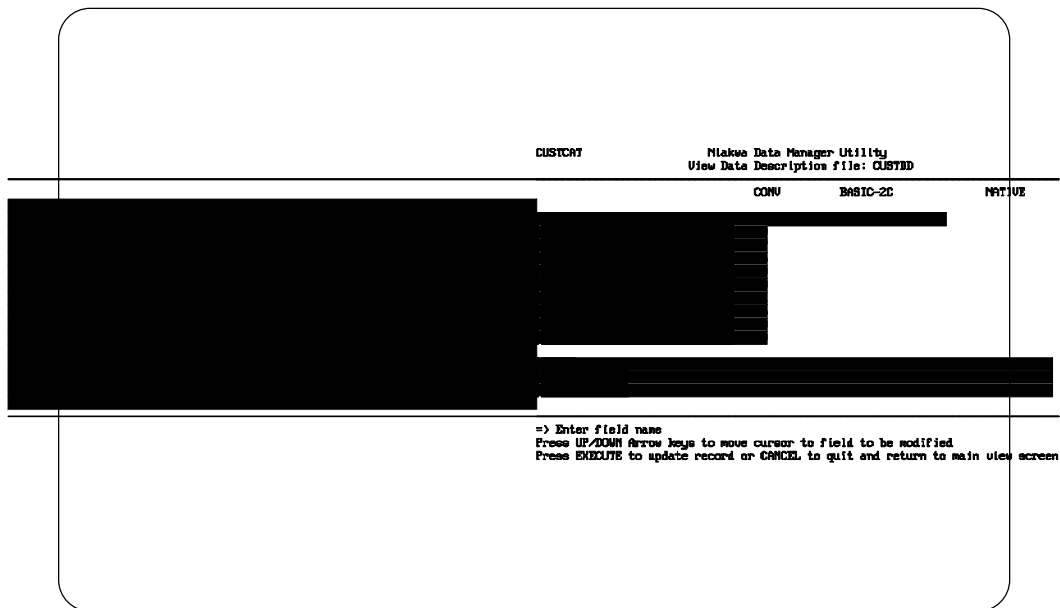 CUSTCAT Niakwa Data Manager Utility
View Data Description file: CUSTDD
CONV BASIC-2C NATIVE
=> Enter field name
Press UP/DOWN Arrow keys to move cursor to field to be modified
Press EXECUTE to update record or CANCEL to quit and return to main view screen